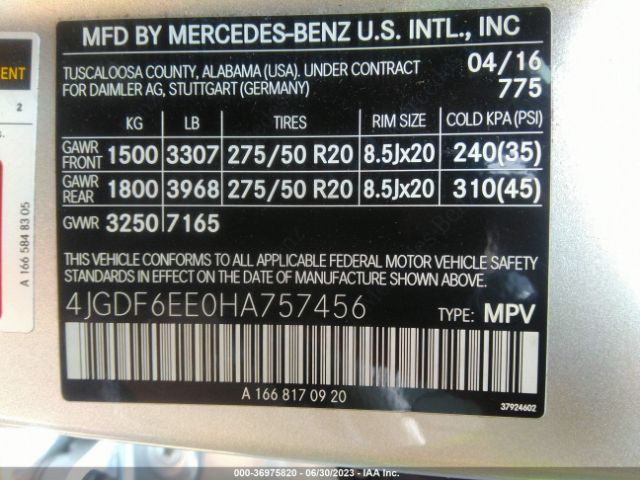 MFD BY MERCEDES-BENZ U.S. INTL., INC
TUSCALOOSA COUNTY, ALABAMA (USA). UNDER CONTRACT 04/16
FOR DAIMLER AG, STUTTGART (GERMANY) 775
KG LB TIRES RIM SIZE COLD KPA (PSI)
GAWR FRONT 1500 3307 275/50 R20 8.5Jx20 240(35)
GAWR REAR 1800 3968 275/50 R20 8.5Jx20 310(45)
GVWR 3250 7165
THIS VEHICLE CONFORMS TO ALL APPLICABLE FEDERAL MOTOR VEHICLE SAFETY
STANDARDS IN EFFECT ON THE DATE OF MANUFACTURE SHOWN ABOVE.
4JGDF6EE0HA757456 TYPE: MPV
A 166 817 09 20
37924602
ENT
2
A 166 584 83 05
000-36975820 - 06/30/2023 - IAA Inc.